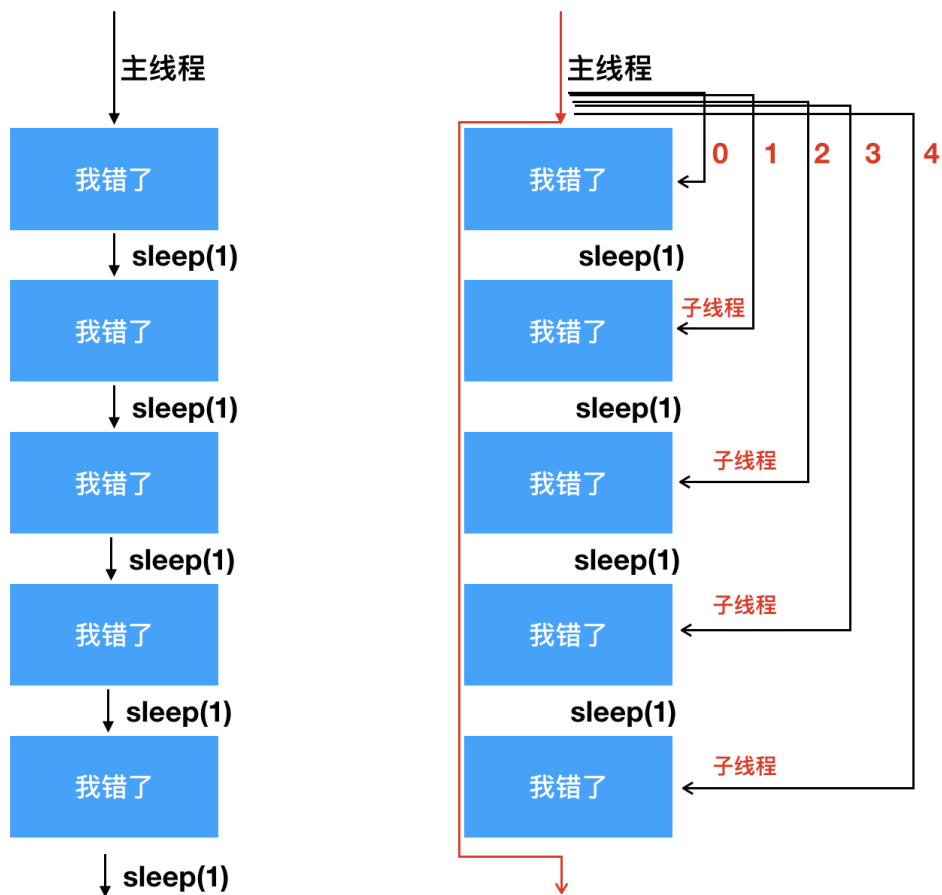 主线程
我错了
sleep(1)
我错了
sleep(1)
我错了
sleep(1)
我错了
sleep(1)
我错了
sleep(1)
主线程
0 1 2 3 4
我错了
sleep(1)
子线程
我错了
sleep(1)
子线程
我错了
sleep(1)
子线程
我错了
sleep(1)
子线程
我错了